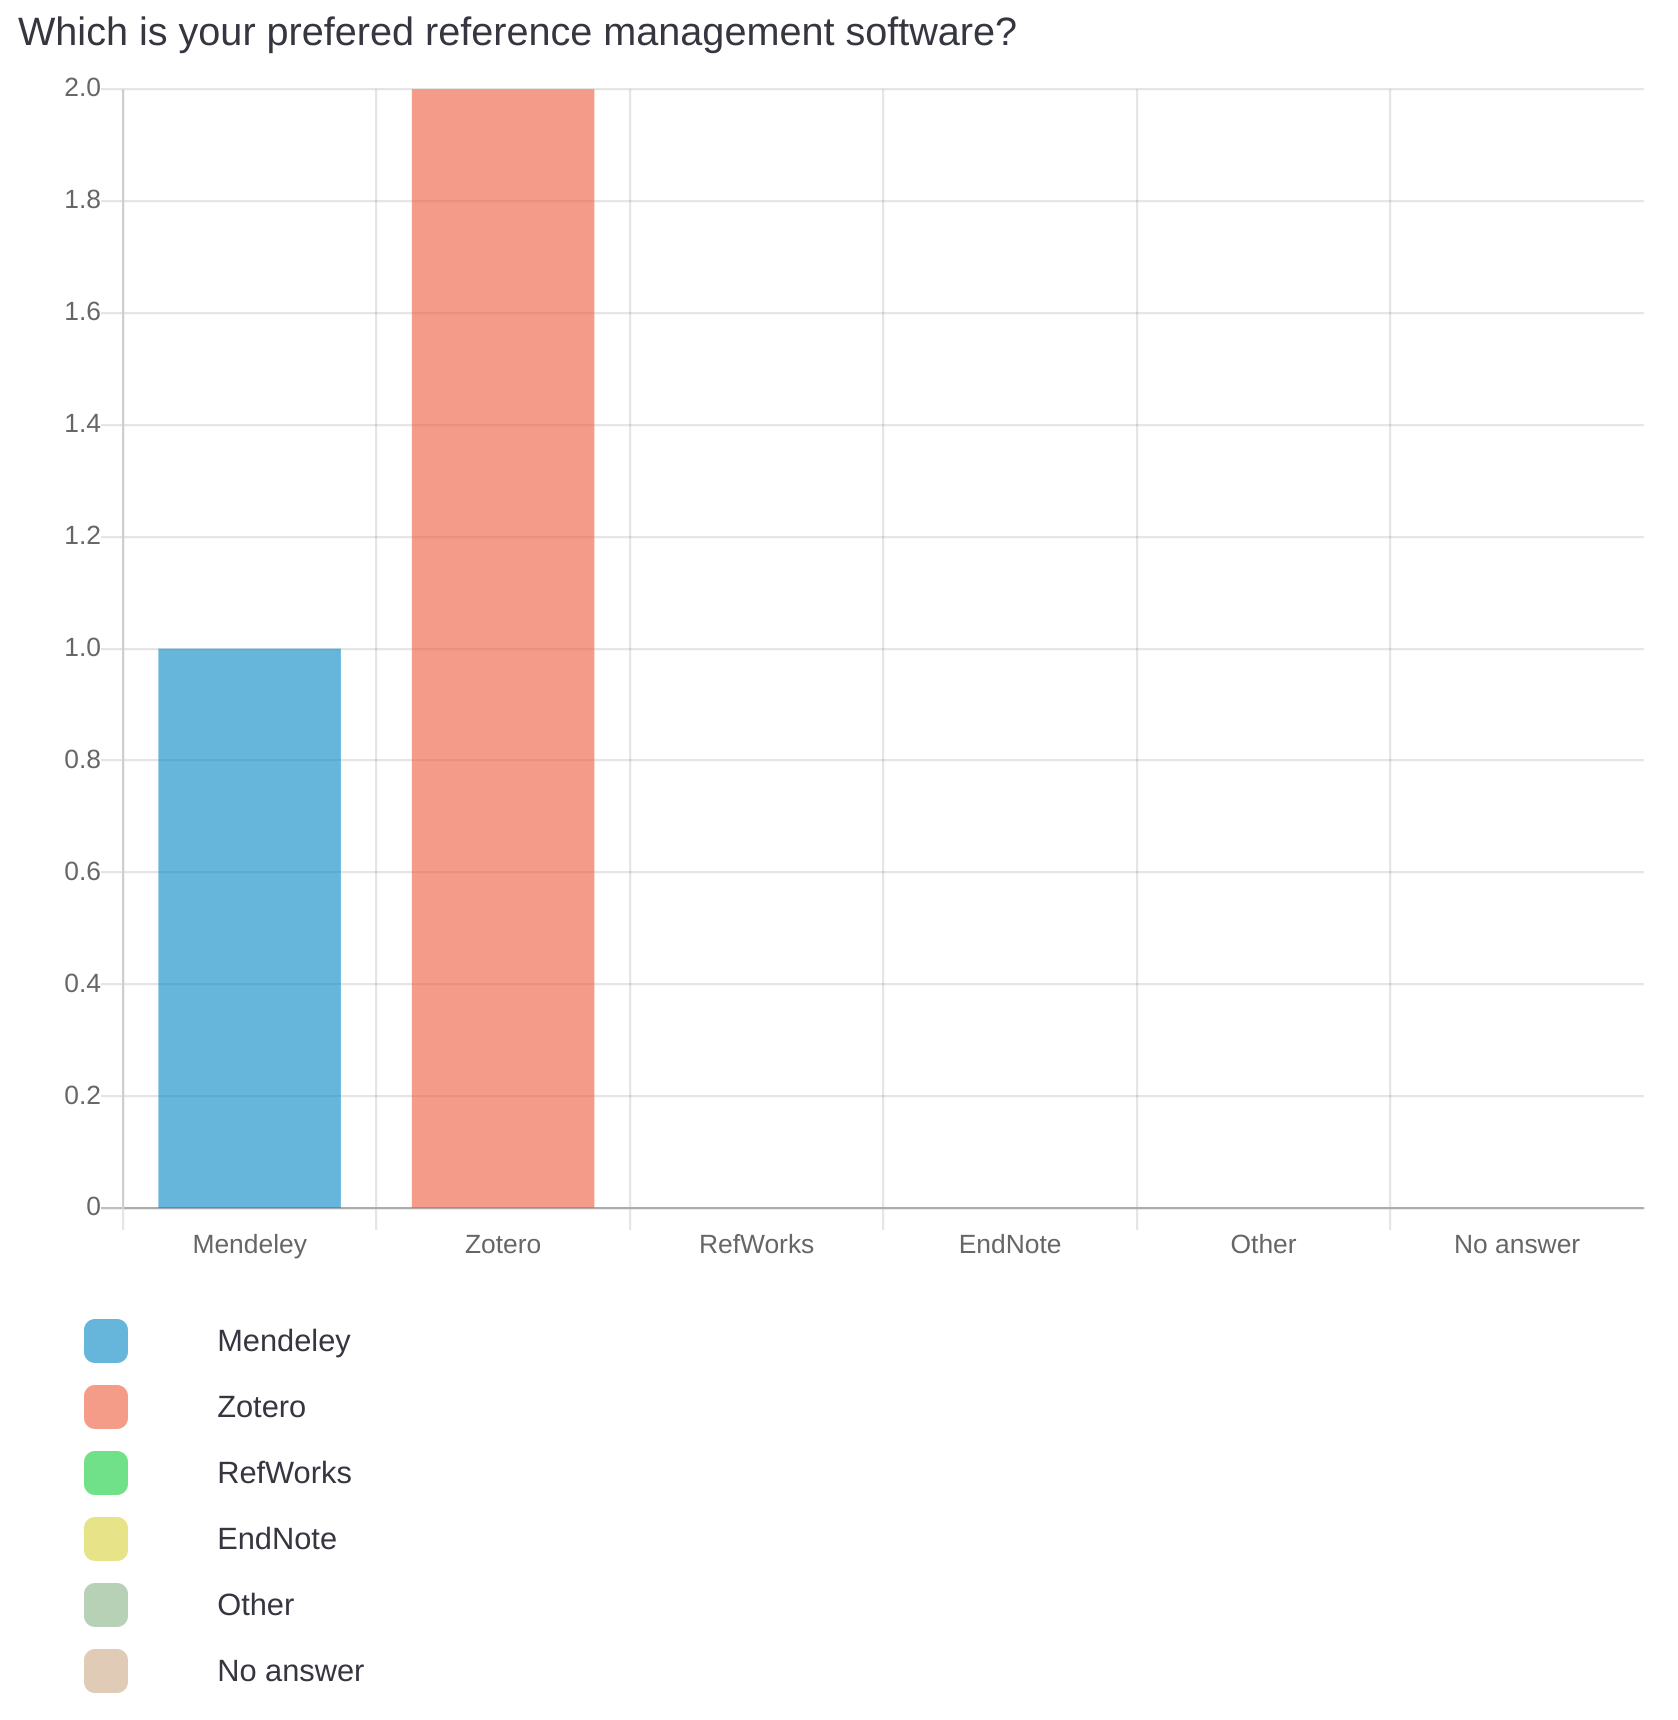 Which is your prefered reference management software?
2.0
1.8
1.6
1.4
1.2
1.0
0.8
0.6
0.4
0.2
0
Mendeley Zotero RefWorks EndNote Other No answer
Mendeley
Zotero
RefWorks
EndNote
Other
No answer